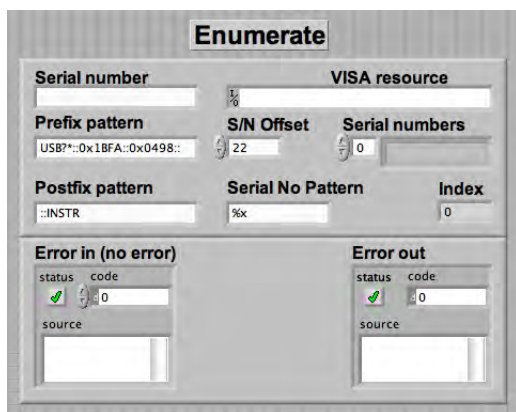 Enumerate
Serial number
VISA resource
I/O
Prefix pattern
S/N Offset
Serial numbers
USB?*::0x1BFA::0x0498::
22
0
Postfix pattern
Serial No Pattern
Index
::INSTR
%x
0
Error in (no error)
Error out
status code
status code
0
0
source
source